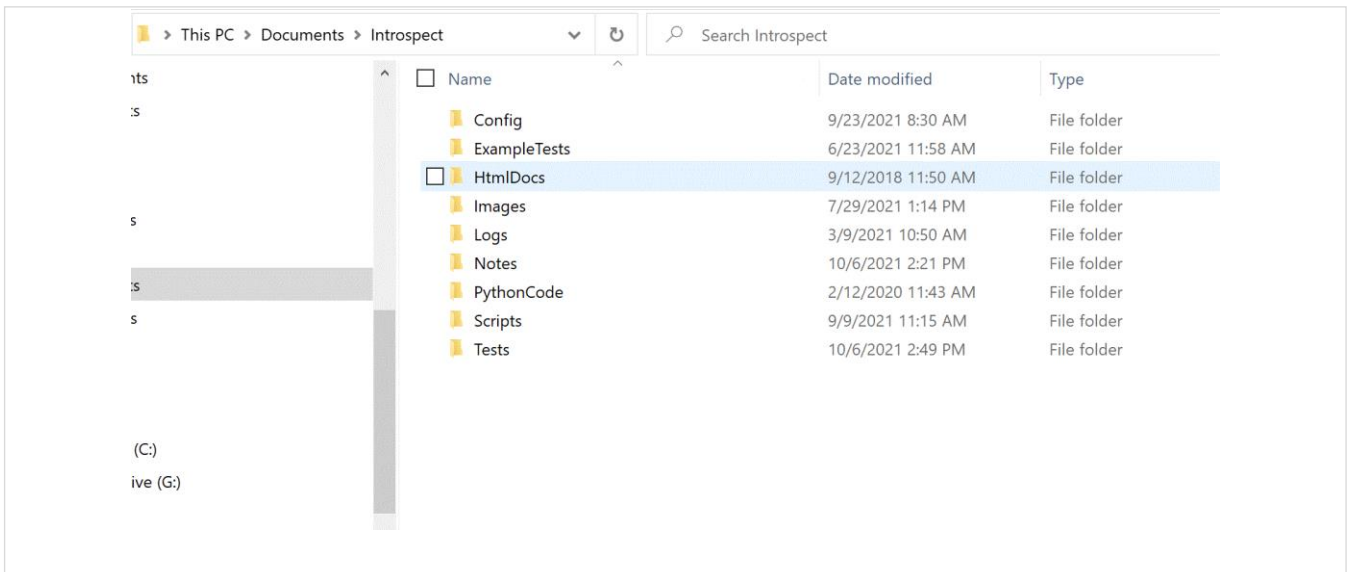 This PC > Documents > Introspect Search Introspect
nts
:s
s
:s
s
(C:)
ive (G:)
Name Date modified Type
Config 9/23/2021 8:30 AM File folder
ExampleTests 6/23/2021 11:58 AM File folder
HtmlDocs 9/12/2018 11:50 AM File folder
Images 7/29/2021 1:14 PM File folder
Logs 3/9/2021 10:50 AM File folder
Notes 10/6/2021 2:21 PM File folder
PythonCode 2/12/2020 11:43 AM File folder
Scripts 9/9/2021 11:15 AM File folder
Tests 10/6/2021 2:49 PM File folder